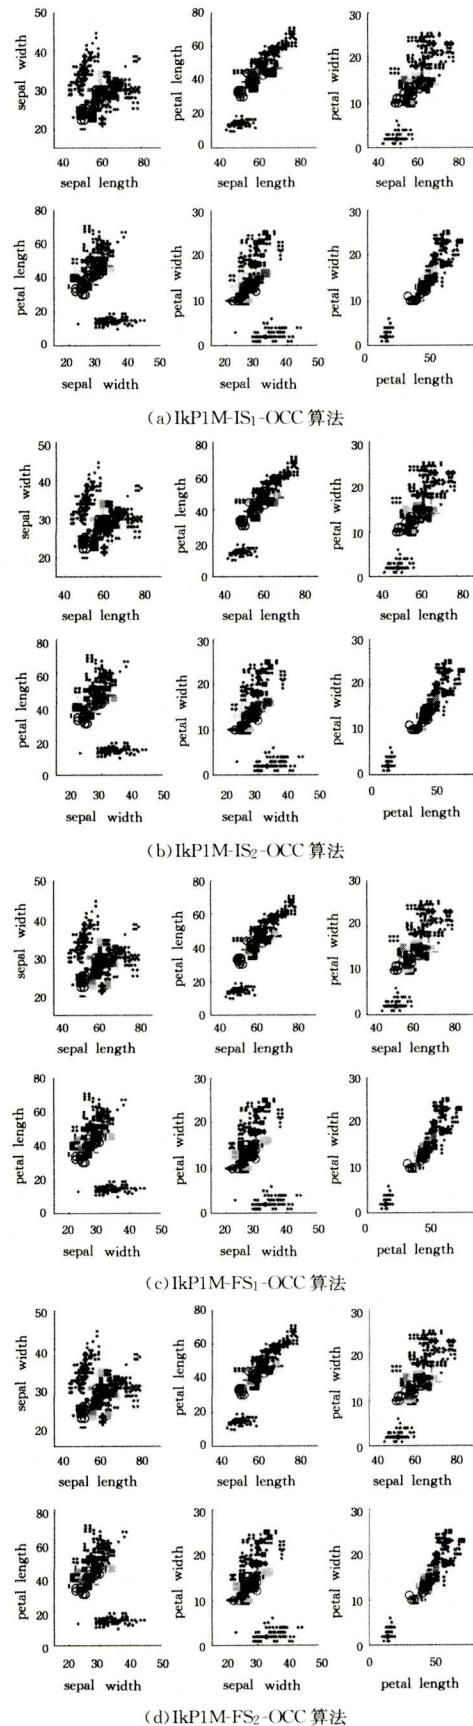 sepal width
50
40
30
20
40 60 80
sepal length
petal length
80
60
40
20
0
40 60 80
sepal length
petal width
30
20
10
0
40 60 80
sepal length
petal length
80
60
40
20
0
20 30 40 50
sepal width
petal width
30
20
10
0
20 30 40 50
sepal width
petal width
30
20
10
0
0 50
petal length
(a)IkP1M-IS₁-OCC 算法
sepal width
50
40
30
20
40 60 80
sepal length
petal length
80
60
40
20
0
40 60 80
sepal length
petal width
30
20
10
0
40 60 80
sepal length
petal length
80
60
40
20
0
20 30 40 50
sepal width
petal width
30
20
10
0
20 30 40 50
sepal width
petal width
30
20
10
0
0 50
petal length
(b)IkP1M-IS₂-OCC 算法
sepal width
50
40
30
20
40 60 80
sepal length
petal length
80
60
40
20
0
40 60 80
sepal length
petal width
30
20
10
0
40 60 80
sepal length
petal length
80
60
40
20
0
20 30 40 50
sepal width
petal width
30
20
10
0
20 30 40 50
sepal width
petal width
30
20
10
0
0 50
petal length
(c)IkP1M-FS₁-OCC 算法
sepal width
50
40
30
20
40 60 80
sepal length
petal length
80
60
40
20
0
40 60 80
sepal length
petal width
30
20
10
0
40 60 80
sepal length
petal length
80
60
40
20
0
20 30 40 50
sepal width
petal width
30
20
10
0
20 30 40 50
sepal width
petal width
30
20
10
0
0 50
petal length
(d)IkP1M-FS₂-OCC 算法